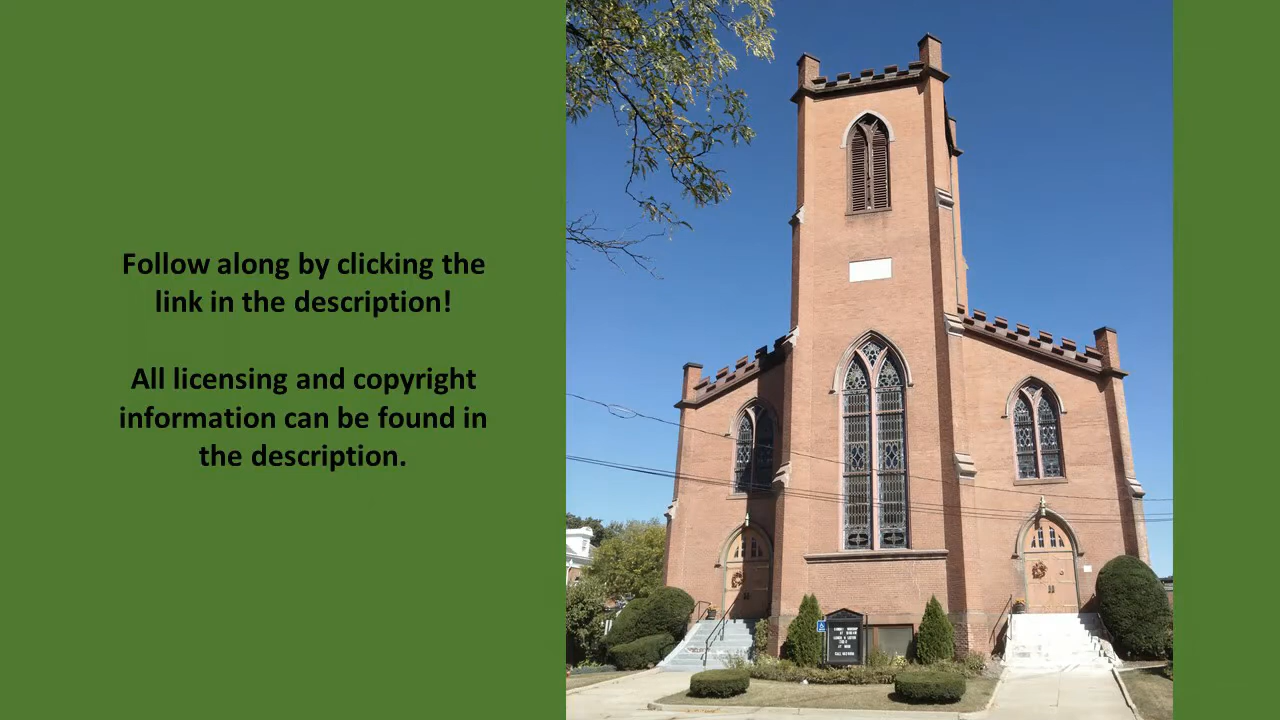 Follow along by clicking the
link in the description!
All licensing and copyright
information can be found in
the description.